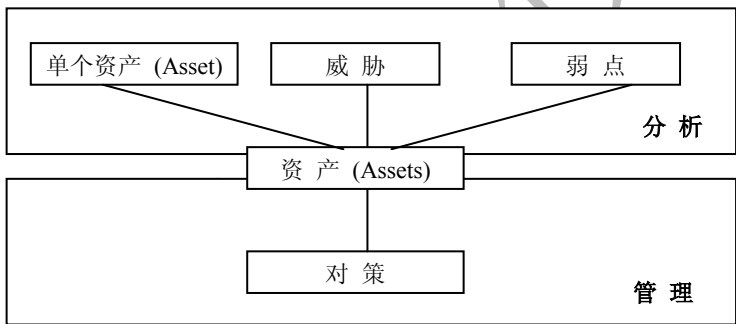 单个资产 (Asset)
威 胁
弱 点
分 析
资 产 (Assets)
对 策
管 理